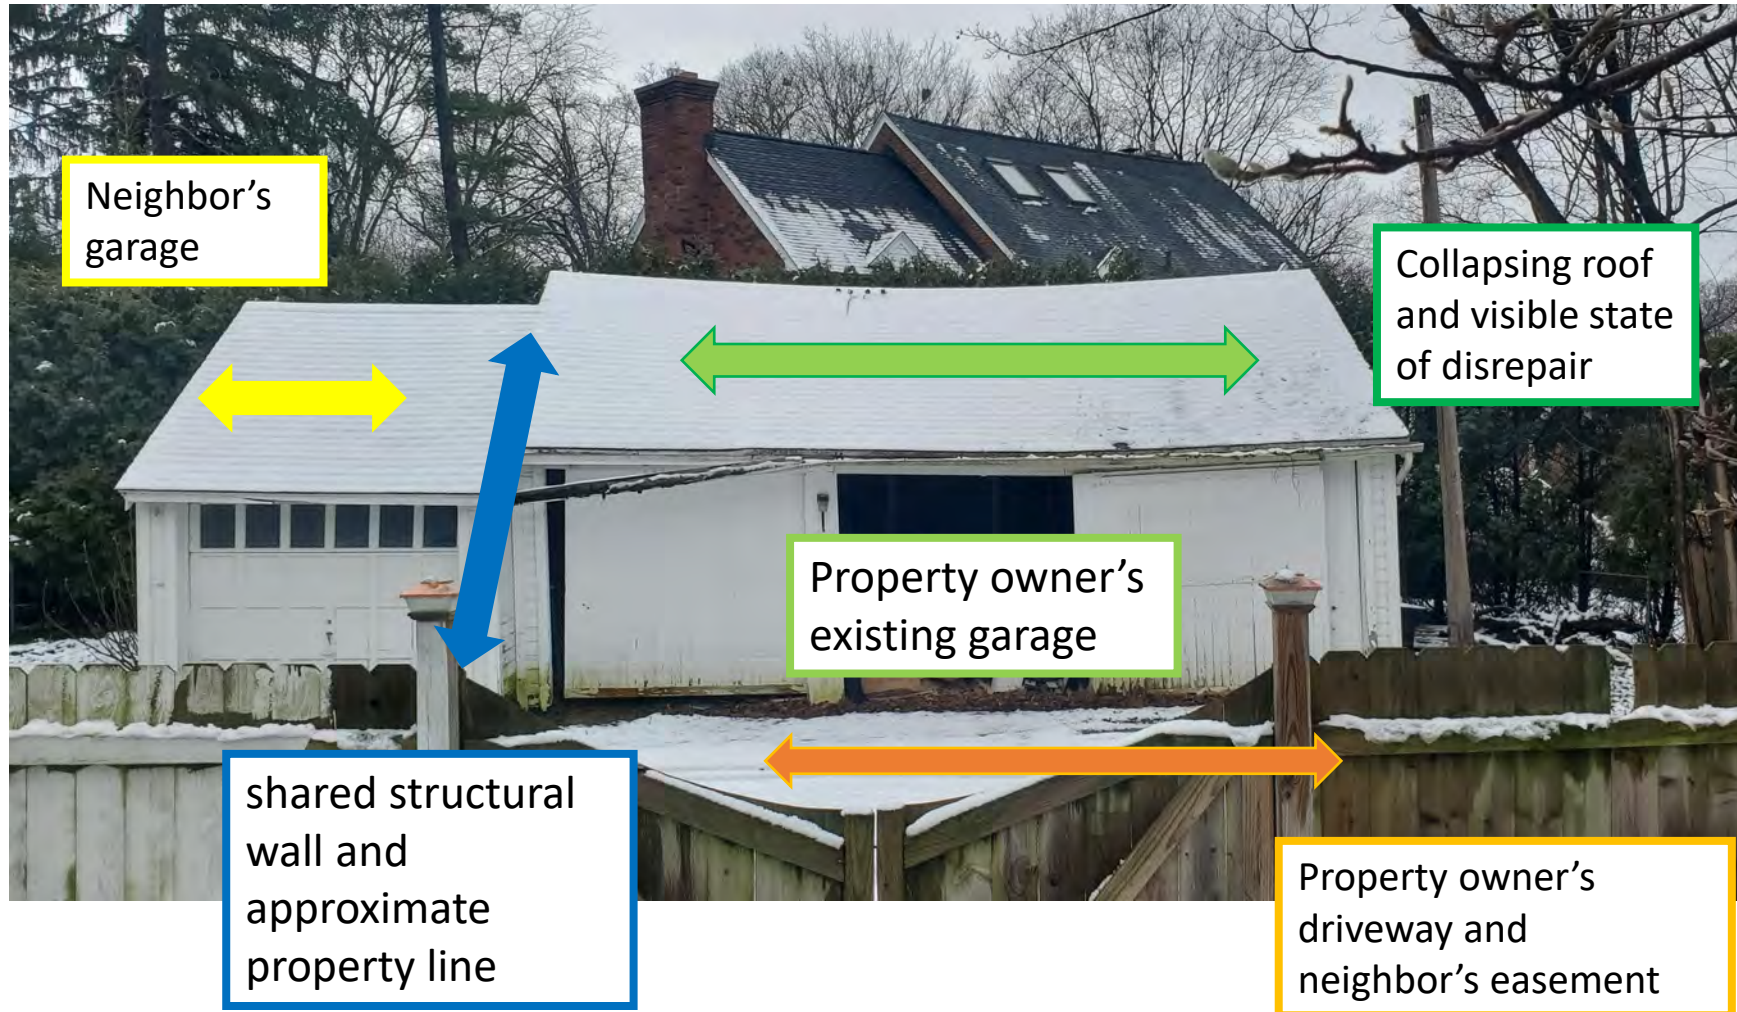 Neighbor's
garage
Collapsing roof
and visible state
of disrepair
Property owner's
existing garage
shared structural
wall and
approximate
property line
Property owner's
driveway and
neighbor's easement